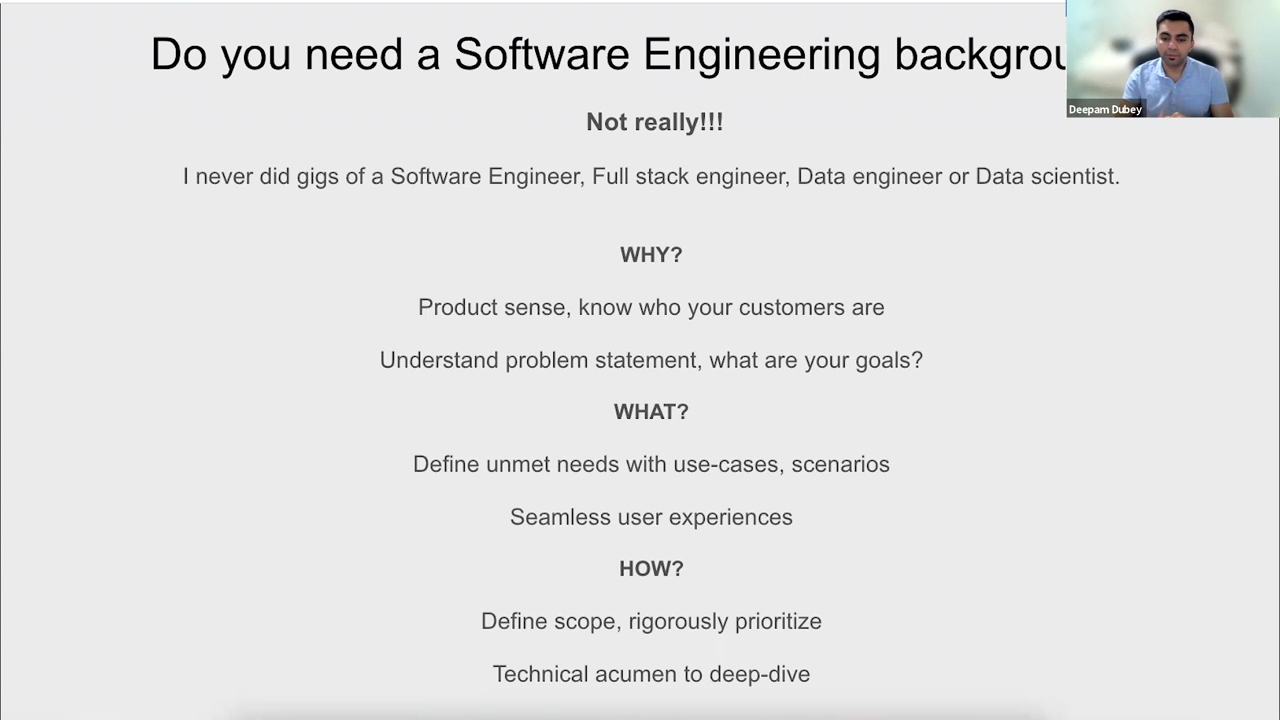 Do you need a Software Engineering backgrou
Deepam Dubey
Not really!!!
I never did gigs of a Software Engineer, Full stack engineer, Data engineer or Data scientist.
WHY?
Product sense, know who your customers are
Understand problem statement, what are your goals?
WHAT?
Define unmet needs with use-cases, scenarios
Seamless user experiences
HOW?
Define scope, rigorously prioritize
Technical acumen to deep-dive